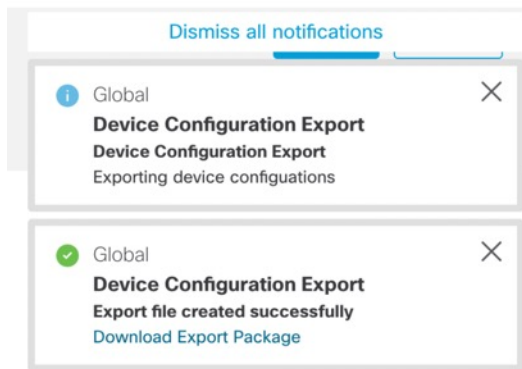 Dismiss all notifications
Global
Device Configuration Export
Device Configuration Export
Exporting device configuations
Global
Device Configuration Export
Export file created successfully
Download Export Package